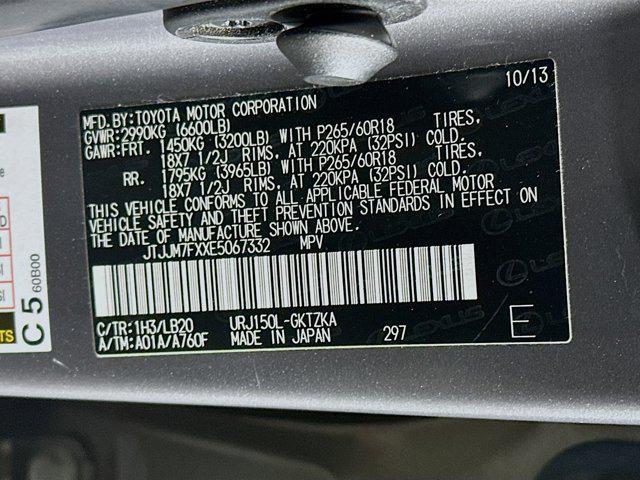 10/13
MFD.BY:TOYOTA MOTOR CORPORATION
GVWR:2990KG (6600LB)
GAWR:FRT. 1450KG (3200LB) WITH P265/60R18 TIRES,
18X7 1/2J RIMS, AT 220KPA (32PSI) COLD.
RR. 1795KG (3965LB) WITH P265/60R18 TIRES,
18X7 1/2J RIMS, AT 220KPA (32PSI) COLD.
THIS VEHICLE CONFORMS TO ALL APPLICABLE FEDERAL MOTOR
VEHICLE SAFETY AND THEFT PREVENTION STANDARDS IN EFFECT ON
THE DATE OF MANUFACTURE SHOWN ABOVE.
JTJJM7FXXE5067332 MPV
C/TR:1H3/LB20 URJ150L-GKTZKA
A/TM:A01A/A760F MADE IN JAPAN 297 E
C 5 60B00
LEXUS